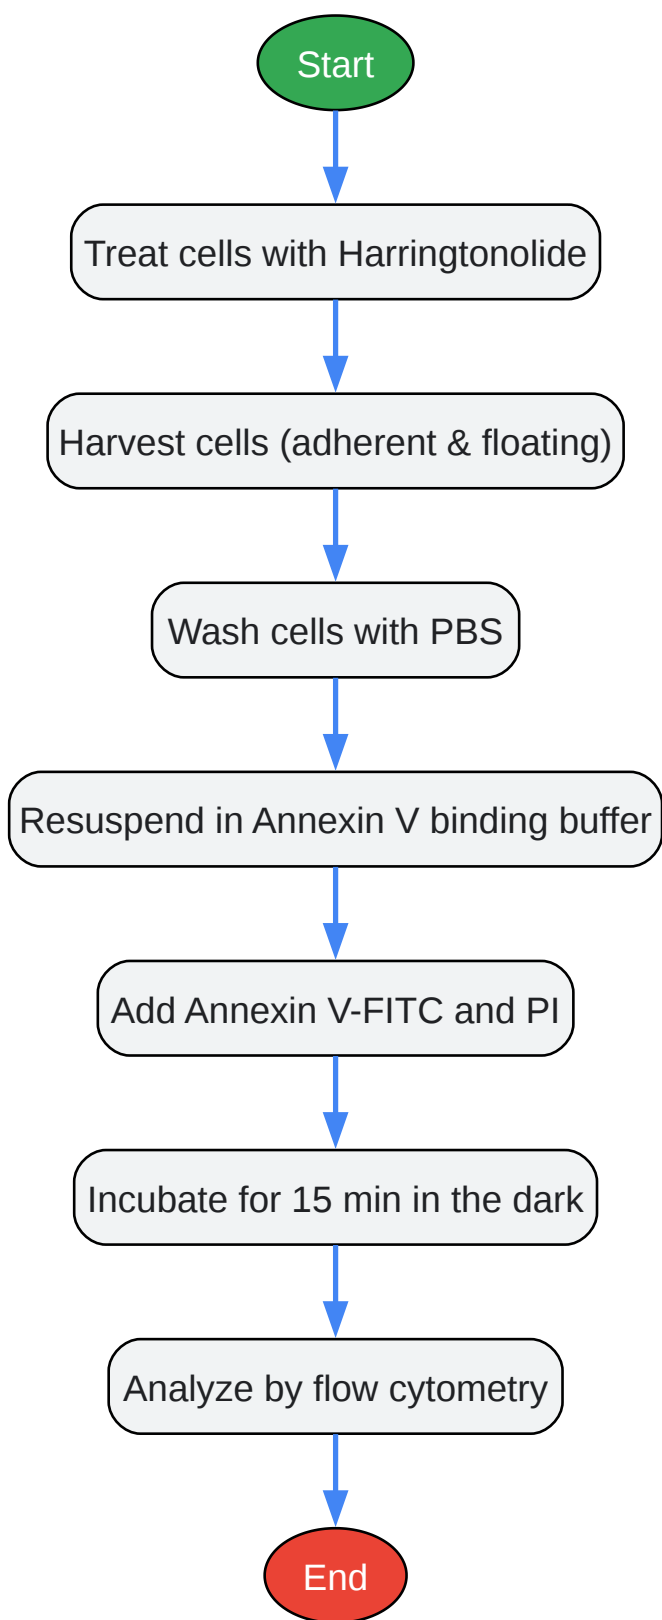 Start
Treat cells with Harringtonolide
Harvest cells (adherent & floating)
Wash cells with PBS
Resuspend in Annexin V binding buffer
Add Annexin V-FITC and PI
Incubate for 15 min in the dark
Analyze by flow cytometry
End